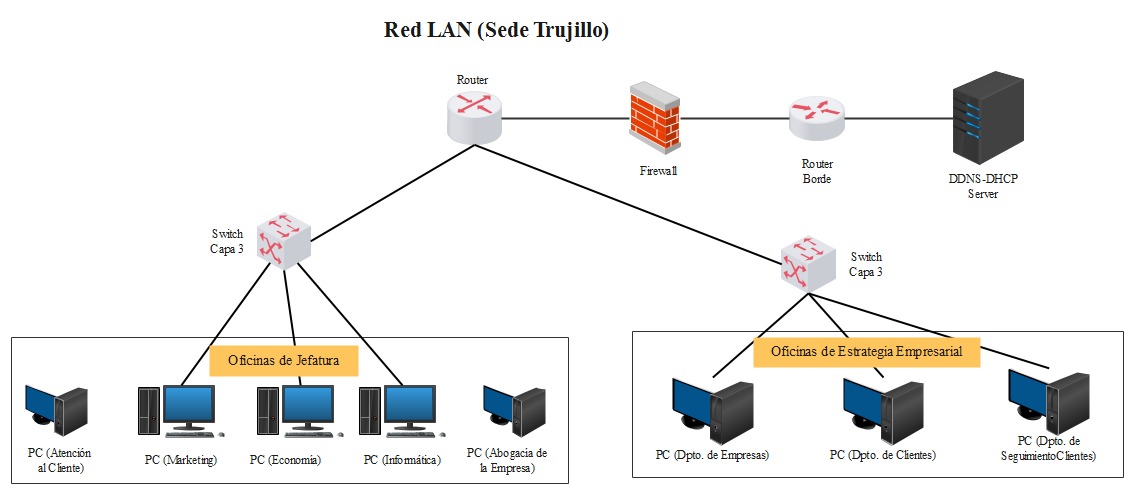 Red LAN (Sede Trujillo)
Router
Firewall
Router
Borde
DDNS-DHCP
Server
Switch
Capa 3
Switch
Capa 3
Oficinas de Jefatura
Oficinas de Estrategia Empresarial
PC (Atención
al Cliente)
PC (Marketing)
PC (Economía)
PC (Informática)
PC (Abogacia de
la Empresa)
PC (Dpto. de Empresas)
PC (Dpto. de Clientes)
PC (Dpto. de
SeguimientoClientes)